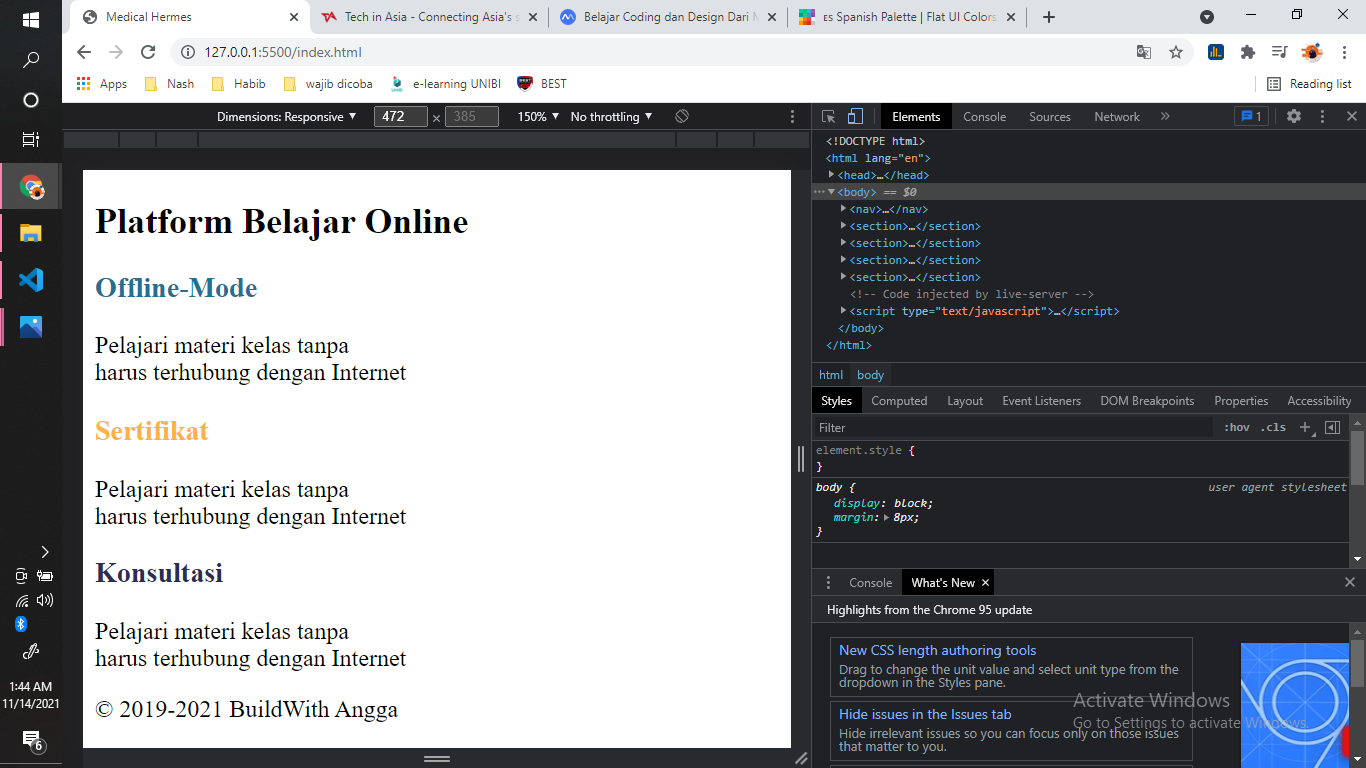 Medical Hermes
Tech in Asia - Connecting Asia's s
Belajar Coding dan Design Dari M
ES Spanish Palette | Flat UI Colors
127.0.0.1:5500/index.html
Apps
Nash
Habib
wajib dicoba
e-learning UNIBI
BEST
Reading list
Dimensions: Responsive
472 × 385
150%
No throttling
Platform Belajar Online
Offline-Mode
Pelajari materi kelas tanpa
harus terhubung dengan Internet
Sertifikat
Pelajari materi kelas tanpa
harus terhubung dengan Internet
Konsultasi
Pelajari materi kelas tanpa
harus terhubung dengan Internet
© 2019-2021 BuildWith Angga
Elements
Console
Sources
Network
»
1
<!DOCTYPE html>
<html lang="en">
<head>…</head>
<body> == $0
<nav>…</nav>
<section>…</section>
<section>…</section>
<section>…</section>
<section>…</section>
<!-- Code injected by live-server -->
<script type="text/javascript">…</script>
</body>
</html>
html
body
Styles
Computed
Layout
Event Listeners
DOM Breakpoints
Properties
Accessibility
Filter
:hov
.cls
element.style {
}
body {
user agent stylesheet
display: block;
margin: 8px;
}
Console
What's New
Highlights from the Chrome 95 update
New CSS length authoring tools
Drag to change the unit value and select unit type from the
dropdown in the Styles pane.
Hide issues in the Issues tab
Hide irrelevant issues so you can focus only on those issues
that matter to you.
Activate Windows
Go to Settings to activate Windows.
1:44 AM
11/14/2021
6